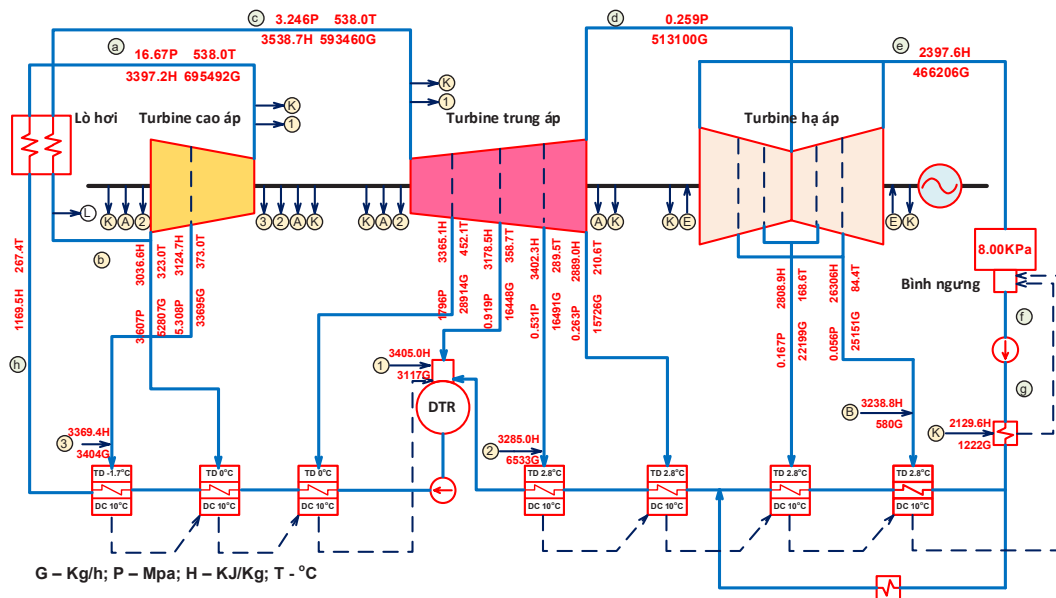 c
3.246P 538.0T
3538.7H 593460G
d
0.259P
513100G
a
16.67P 538.0T
3397.2H 695492G
e
2397.6H
466206G
K
1
K
1
Lò hơi
Turbine cao áp
Turbine trung áp
Turbine hạ áp
L
K
A
2
3
2
A
K
K
A
2
A
K
K
E
E
K
8.00KPa
Bình ngưng
267.4T
1169.5H
b
3036.6H
323.0T
3124.7H
373.0T
3607P
52807G
5.308P
33695G
3365.1H
452.1T
3178.5H
358.7T
3402.3H
289.5T
2889.0H
210.6T
1796P
28914G
0.919P
16448G
0.531P
16491G
0.263P
15726G
2808.9H
168.6T
26306H
84.4T
0.167P
22199G
0.056P
25151G
f
g
h
1
3405.0H
3117G
DTR
3
3369.4H
3404G
2
3285.0H
6533G
B
3238.8H
580G
K
2129.6H
1222G
TD -1.7°C
DC 10°C
TD 0°C
DC 10°C
TD 0°C
DC 10°C
TD 2.8°C
DC 10°C
TD 2.8°C
DC 10°C
TD 2.8°C
DC 10°C
TD 2.8°C
DC 10°C
G – Kg/h; P – Mpa; H – KJ/Kg; T - °C